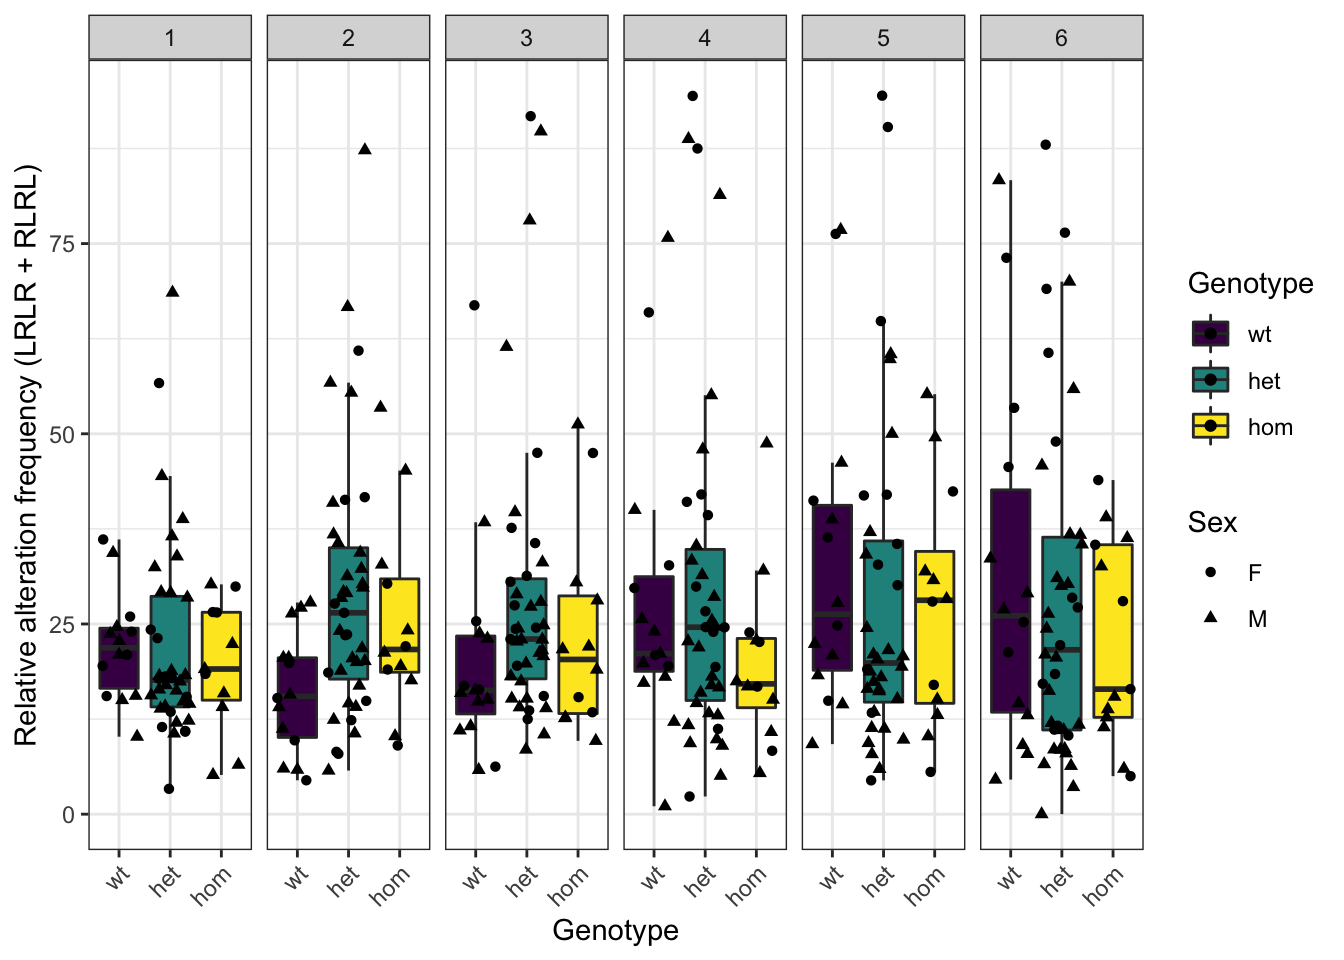 1 2 3 4 5 6
Relative alteration frequency (LRLR + RLRL)
75
50
25
0
wt het hom wt het hom wt het hom wt het hom wt het hom wt het hom
Genotype
Genotype
wt
het
hom
Sex
F
M